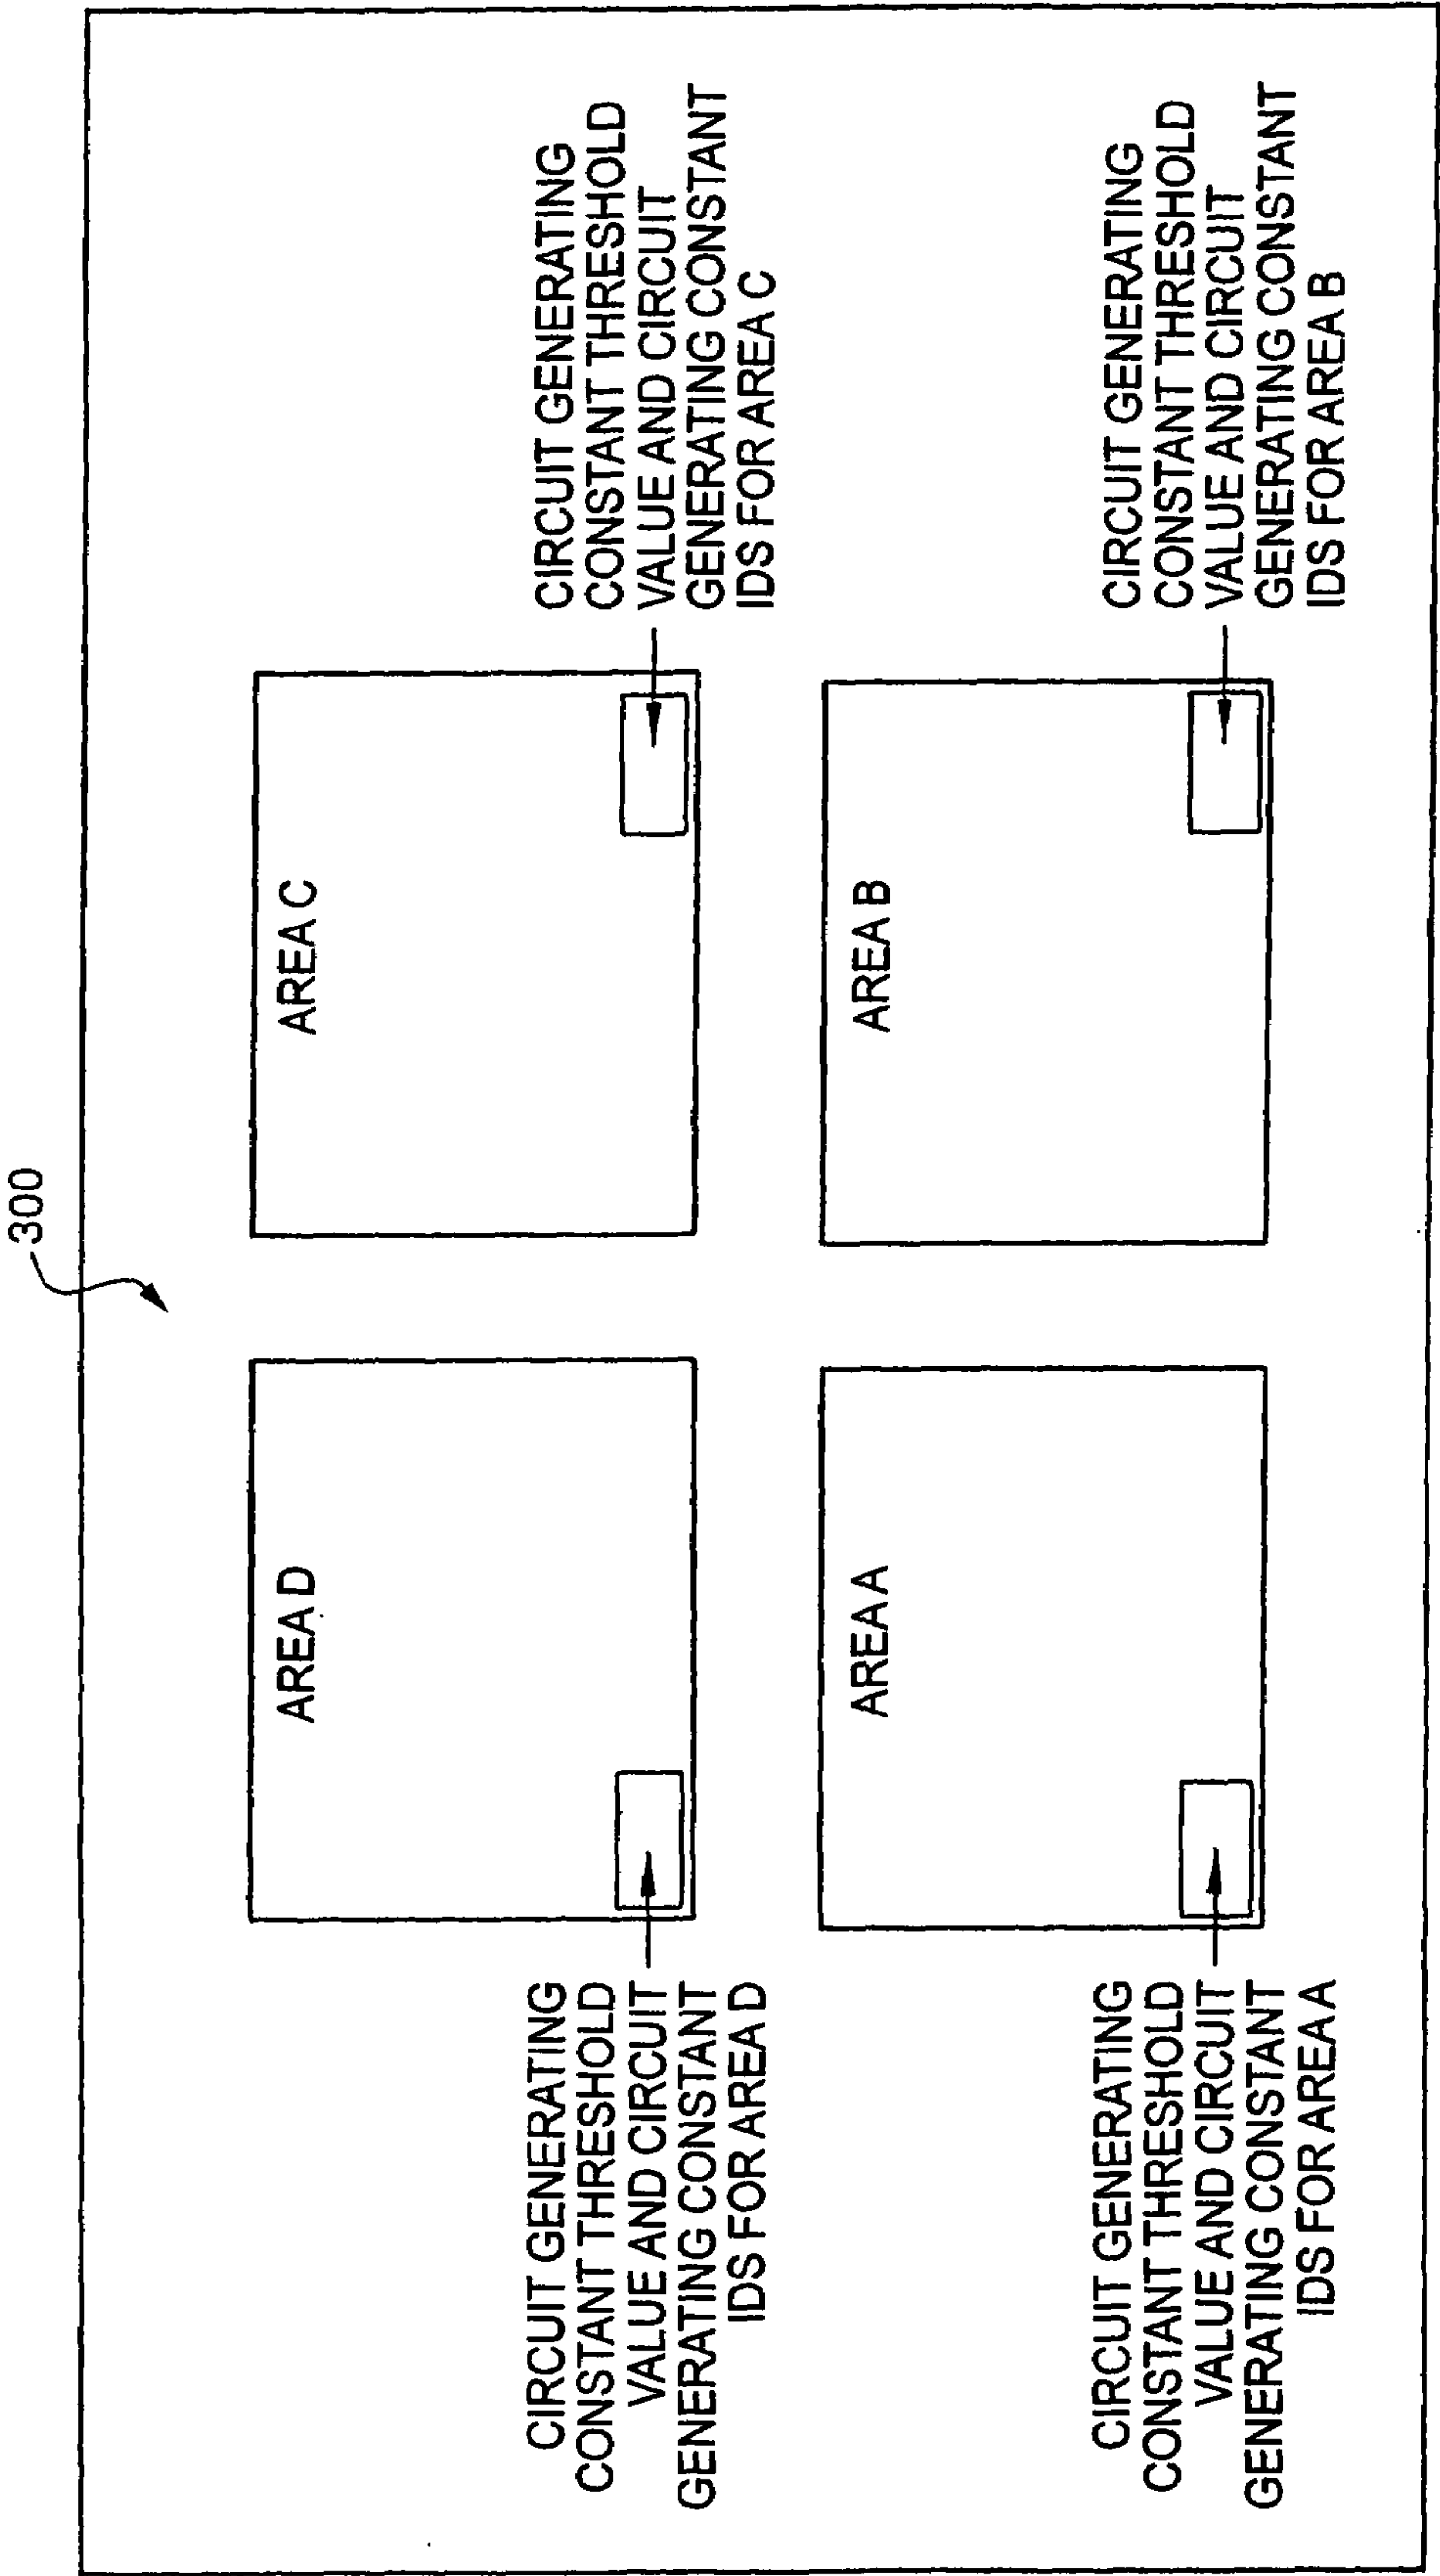 300
AREA D
CIRCUIT GENERATING
CONSTANT THRESHOLD
VALUE AND CIRCUIT
GENERATING CONSTANT
IDS FOR AREA D
AREA C
CIRCUIT GENERATING
CONSTANT THRESHOLD
VALUE AND CIRCUIT
GENERATING CONSTANT
IDS FOR AREA C
AREA A
CIRCUIT GENERATING
CONSTANT THRESHOLD
VALUE AND CIRCUIT
GENERATING CONSTANT
IDS FOR AREA A
AREA B
CIRCUIT GENERATING
CONSTANT THRESHOLD
VALUE AND CIRCUIT
GENERATING CONSTANT
IDS FOR AREA B